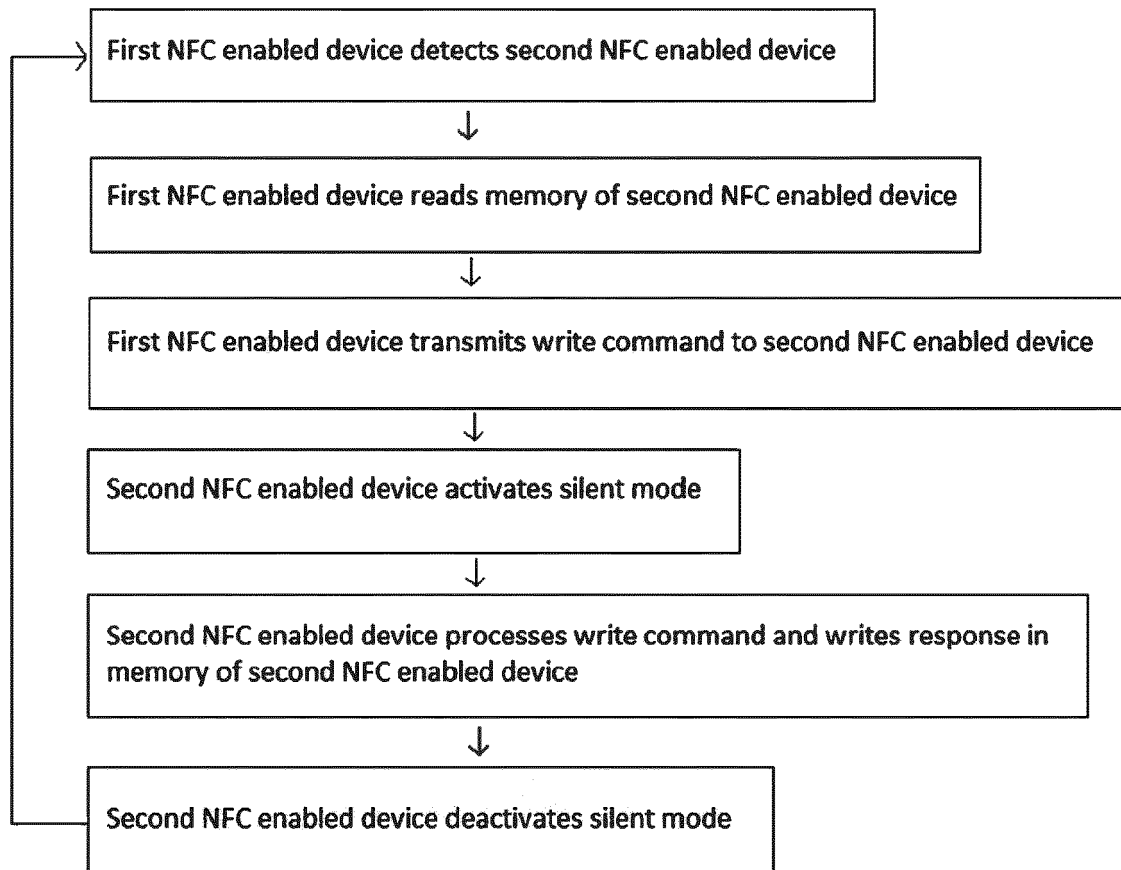 First NFC enabled device detects second NFC enabled device
First NFC enabled device reads memory of second NFC enabled device
First NFC enabled device transmits write command to second NFC enabled device
Second NFC enabled device activates silent mode
Second NFC enabled device processes write command and writes response in
memory of second NFC enabled device
Second NFC enabled device deactivates silent mode